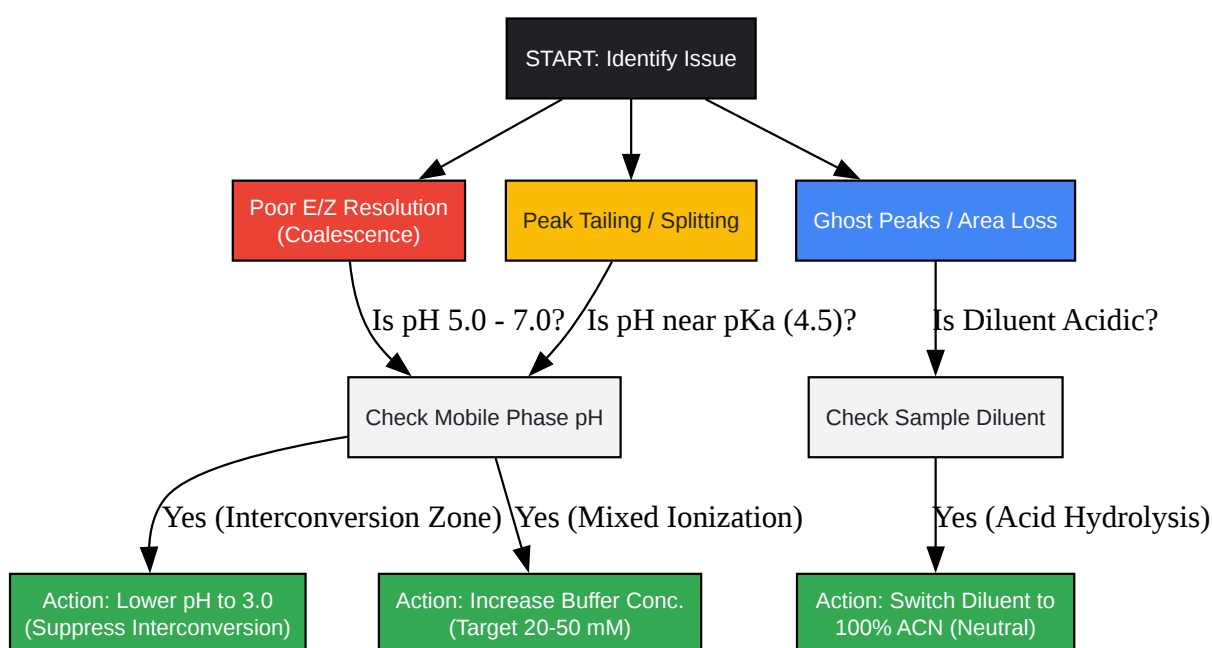 START: Identify Issue
Poor E/Z Resolution
(Coalescence)
Peak Tailing / Splitting
Ghost Peaks / Area Loss
Is pH 5.0 - 7.0?
Is pH near pKa (4.5)?
Is Diluent Acidic?
Check Mobile Phase pH
Check Sample Diluent
Yes (Interconversion Zone)
Yes (Mixed Ionization)
Yes (Acid Hydrolysis)
Action: Lower pH to 3.0
(Suppress Interconversion)
Action: Increase Buffer Conc.
(Target 20-50 mM)
Action: Switch Diluent to
100% ACN (Neutral)